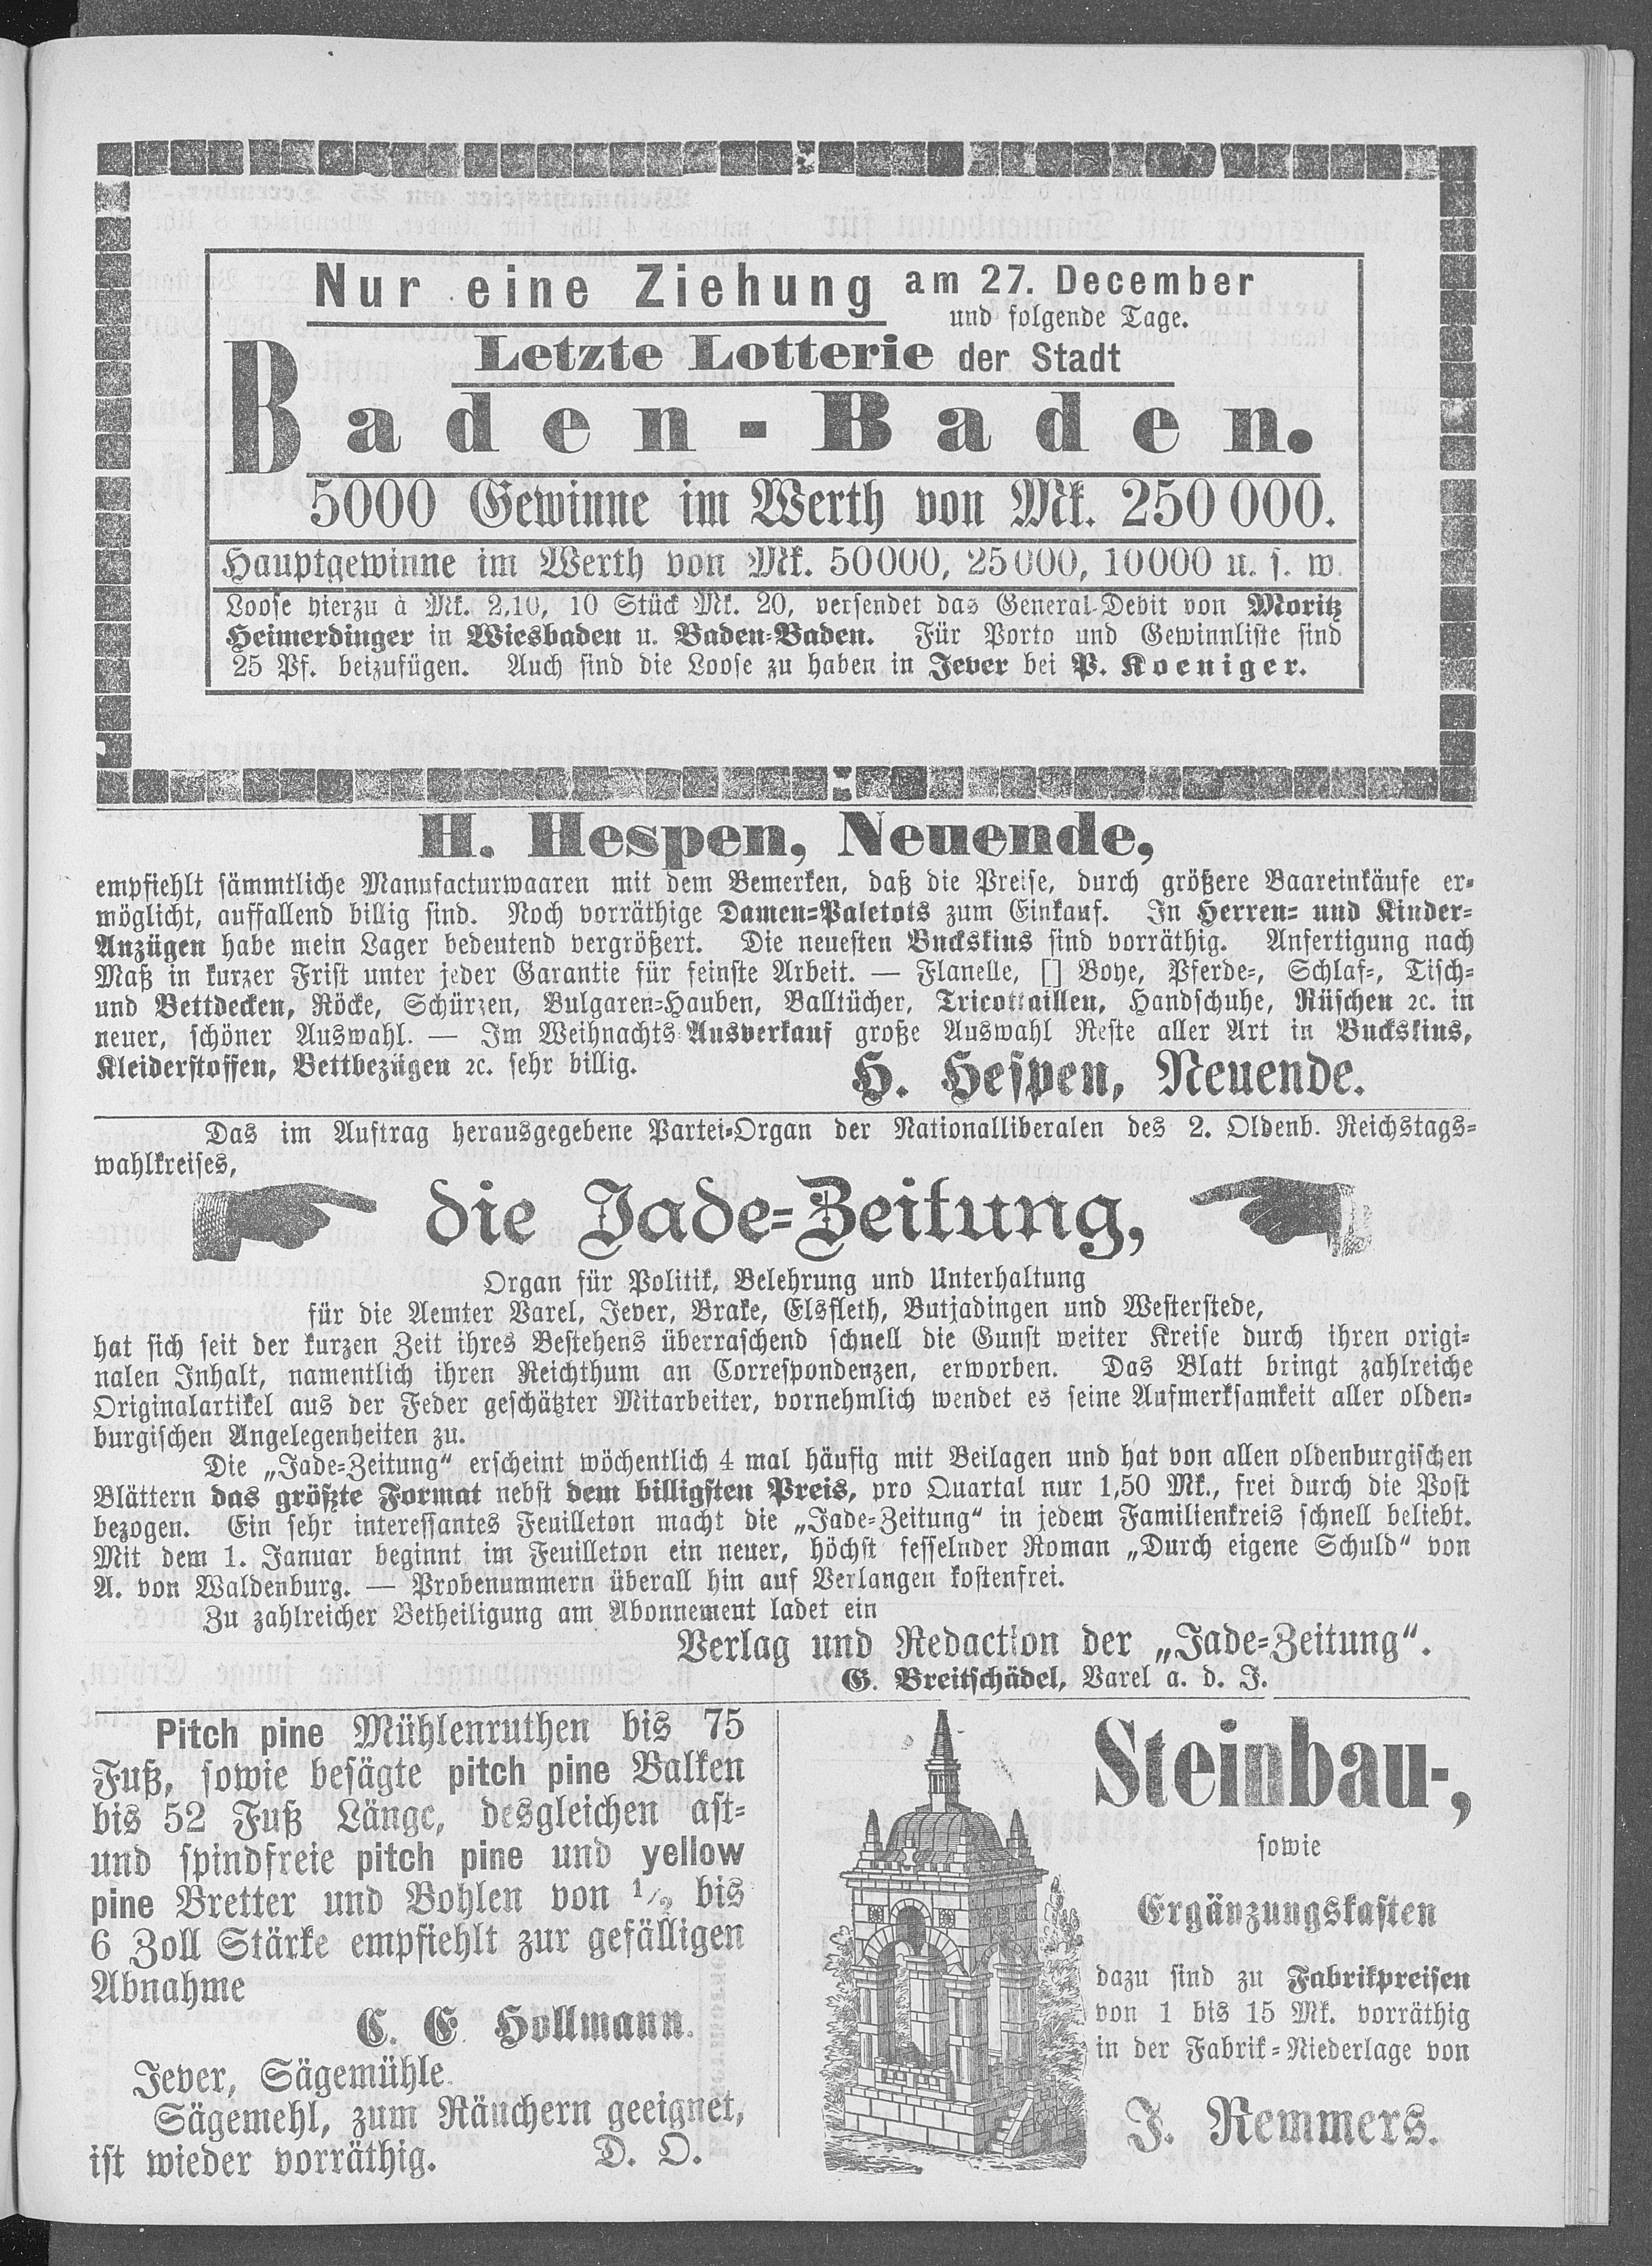 Nur eine Ziehung am 27. December
und folgende Tage.
Letzte Lotterie der Stadt
Baden-Baden.
5000 Gewinne im Werth von Mk. 250 000.
Hauptgewinne im Werth von Mk. 50 000, 25 000, 10 000 u. s. w.
Loose hierzu à Mk. 2,10, 10 Stück Mk. 20, versendet das General-Debit von Moritz
Heimerdinger in Wiesbaden u. Baden-Baden. Für Porto und Gewinnliste sind
25 Pf. beizufügen. Auch sind die Loose zu haben in Jever bei P. Koeniger.
H. Hespen, Neuende,
empfiehlt sämmtliche Manufacturwaaren mit dem Bemerken, daß die Preise, durch größere Baareinkäufe er-
möglicht, auffallend billig sind. Noch vorräthige Damen-Paletots zum Einkauf. In Herren- und Kinder-
Anzügen habe mein Lager bedeutend vergrößert. Die neuesten Buckskins sind vorräthig. Anfertigung nach
Maß in kurzer Frist unter jeder Garantie für feinste Arbeit. — Flanelle, [] Boye, Pferde-, Schlaf-, Tisch-
und Bettdecken, Röcke, Schürzen, Bulgaren-Hauben, Balltücher, Tricottaillen, Handschuhe, Rüschen ꝛc. in
neuer, schöner Auswahl. — Im Weihnachts-Ausverkauf große Auswahl Reste aller Art in Buckskins,
Kleiderstoffen, Bettbezügen ꝛc. sehr billig.
H. Hespen, Neuende.
Das im Auftrag herausgegebene Partei-Organ der Nationalliberalen des 2. Oldenb. Reichstags-
wahlkreises,
die Jade-Zeitung,
Organ für Politik, Belehrung und Unterhaltung
für die Aemter Varel, Jever, Brake, Elsfleth, Butjadingen und Westerstede,
hat sich seit der kurzen Zeit ihres Bestehens überraschend schnell die Gunst weiter Kreise durch ihren origi-
nalen Inhalt, namentlich ihren Reichthum an Correspondenzen, erworben. Das Blatt bringt zahlreiche
Originalartikel aus der Feder geschätzter Mitarbeiter, vornehmlich wendet es seine Aufmerksamkeit aller olden-
burgischen Angelegenheiten zu.
Die „Jade-Zeitung“ erscheint wöchentlich 4 mal häufig mit Beilagen und hat von allen oldenburgischen
Blättern das größte Format nebst dem billigsten Preis, pro Quartal nur 1,50 Mk., frei durch die Post
bezogen. Ein sehr interessantes Feuilleton macht die „Jade-Zeitung“ in jedem Familienkreis schnell beliebt.
Mit dem 1. Januar beginnt im Feuilleton ein neuer, höchst fesselnder Roman „Durch eigene Schuld“ von
A. von Waldenburg. — Probenummern überall hin auf Verlangen kostenfrei.
Zu zahlreicher Betheiligung am Abonnement ladet ein
Verlag und Redaction der „Jade-Zeitung“.
G. Breitschädel, Varel a. d. J.
Pitch pine Mühlenruthen bis 75
Fuß, sowie besägte pitch pine Balken
bis 52 Fuß Länge, desgleichen ast-
und spindfreie pitch pine und yellow
pine Bretter und Bohlen von 1/2 bis
6 Zoll Stärke empfiehlt zur gefälligen
Abnahme
C. E. Hollmann.
Jever, Sägemühle.
Sägemehl, zum Räuchern geeignet,
ist wieder vorräthig. D. O.
Steinbau-,
sowie
Ergänzungskasten
dazu sind zu Fabrikpreisen
von 1 bis 15 Mk. vorräthig
in der Fabrik-Niederlage von
J. Remmers.